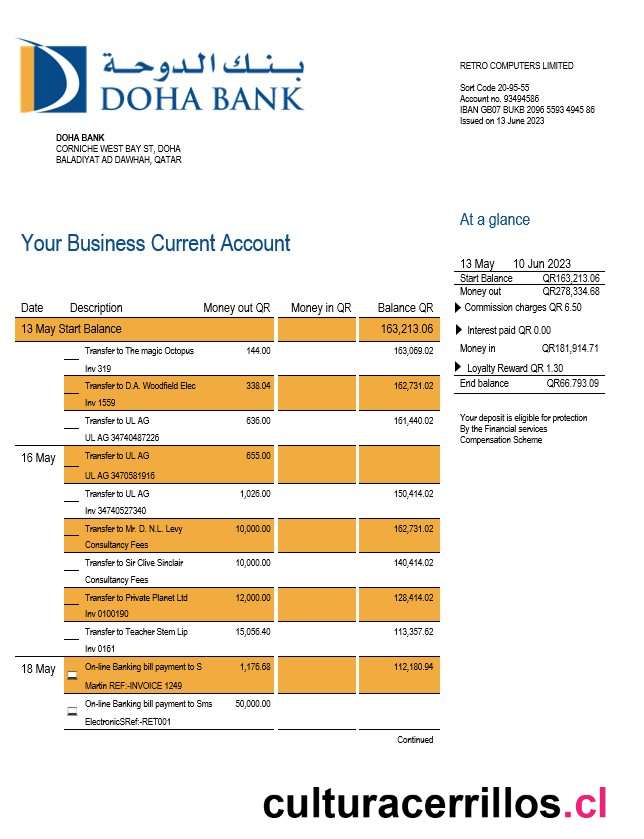 بنك الدوحة
DOHA BANK
RETRO COMPUTERS LIMITED
Sort Code 20-95-55
Account no. 93494586
IBAN GB07 BUKB 2096 5593 4945 86
Issued on 13 June 2023
DOHA BANK
CORNICHE WEST BAY ST, DOHA
BALADIYAT AD DAWHAH, QATAR
At a glance
Your Business Current Account
13 May 10 Jun 2023
Start Balance QR163,213.06
Money out QR278,334.68
Commission charges QR 6.50
Interest paid QR 0.00
Money in QR181,914.71
Loyalty Reward QR 1.30
End balance QR66.793.09
Your deposit is eligible for protection
By the Financial services
Compensation Scheme
Date Description Money out QR Money in QR Balance QR
13 May Start Balance 163,213.06
Transfer to The magic Octopus 144.00 163,069.02
Inv 319
Transfer to D.A. Woodfield Elec 338.04 162,731.02
Inv 1559
Transfer to UL AG 636.00 161,440.02
UL AG 34740487226
16 May Transfer to UL AG 655.00
UL AG 3470581916
Transfer to UL AG 1,026.00 150,414.02
Inv 34740527340
Transfer to Mr. D. N.L. Levy 10,000.00 162,731.02
Consultancy Fees
Transfer to Sir Clive Sinclair 10,000.00 140,414.02
Consultancy Fees
Transfer to Private Planet Ltd 12,000.00 128,414.02
Inv 0100190
Transfer to Teacher Stem Lip 15,056.40 113,357.62
Inv 0161
18 May On-line Banking bill payment to S 1,176.68 112,180.94
Martin REF:-INVOICE 1249
On-line Banking bill payment to Sms 50,000.00
ElectronicSRef:-RET001
Continued
culturacerrillos.cl